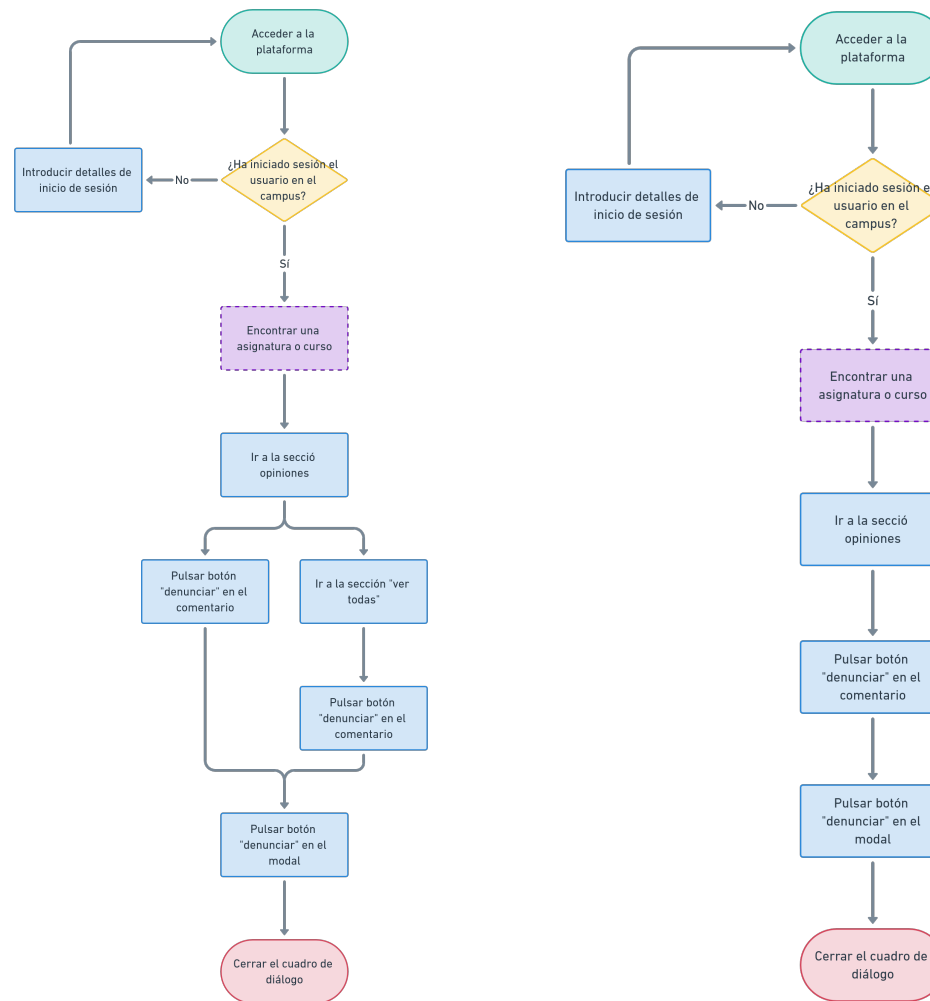 Acceder a la
plataforma
¿Ha iniciado sesión el
usuario en el
campus?
No
Introducir detalles de
inicio de sesión
Sí
Encontrar una
asignatura o curso
Ir a la secció
opiniones
Pulsar botón
"denunciar" en el
comentario
Ir a la sección "ver
todas"
Pulsar botón
"denunciar" en el
comentario
Pulsar botón
"denunciar" en el
modal
Cerrar el cuadro de
diálogo
Acceder a la
plataforma
¿Ha iniciado sesión e
usuario en el
campus?
No
Introducir detalles de
inicio de sesión
Sí
Encontrar una
asignatura o curso
Ir a la secció
opiniones
Pulsar botón
"denunciar" en el
comentario
Pulsar botón
"denunciar" en el
modal
Cerrar el cuadro de
diálogo